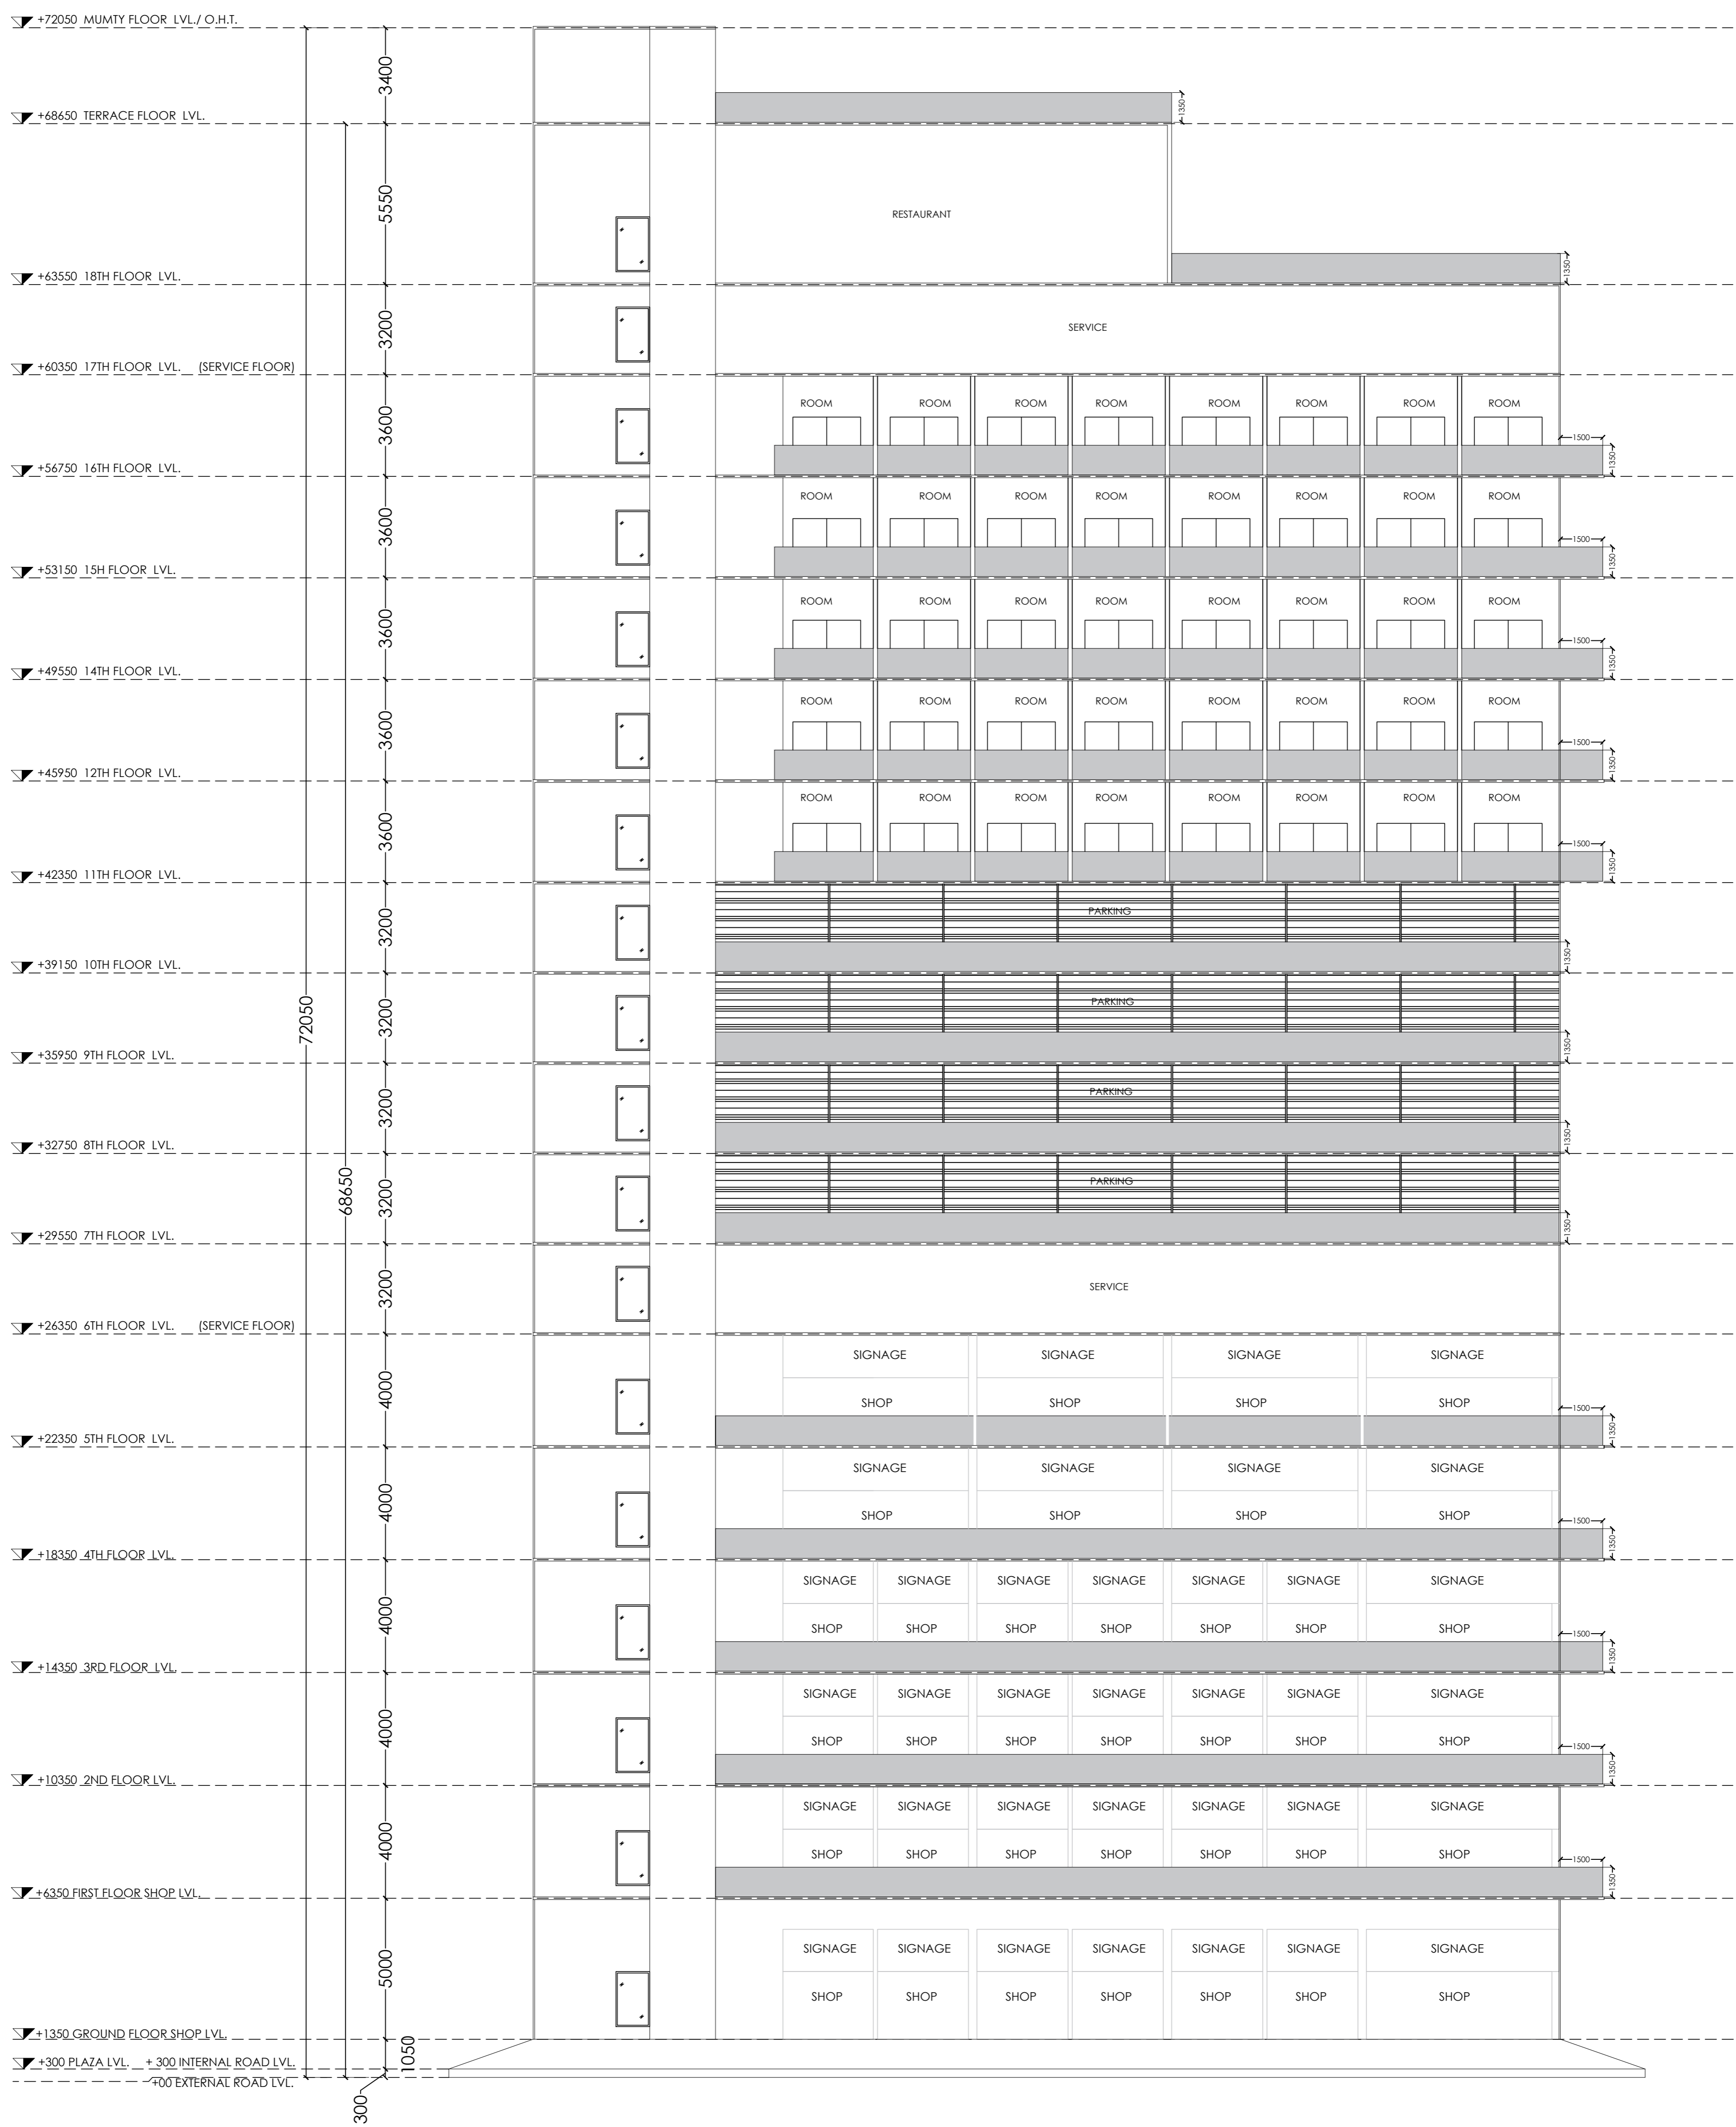 +72050 MUMTY FLOOR LVL./ O.H.T.
3400
1350
+68650 TERRACE FLOOR LVL.
5550
RESTAURANT
1350
+63550 18TH FLOOR LVL.
3200
SERVICE
+60350 17TH FLOOR LVL. (SERVICE FLOOR)
ROOM ROOM ROOM ROOM ROOM ROOM ROOM ROOM
3600
1500
1350
+56750 16TH FLOOR LVL.
ROOM ROOM ROOM ROOM ROOM ROOM ROOM ROOM
3600
1500
1350
+53150 15H FLOOR LVL.
ROOM ROOM ROOM ROOM ROOM ROOM ROOM ROOM
3600
1500
1350
+49550 14TH FLOOR LVL.
ROOM ROOM ROOM ROOM ROOM ROOM ROOM ROOM
3600
1500
1350
+45950 12TH FLOOR LVL.
ROOM ROOM ROOM ROOM ROOM ROOM ROOM ROOM
3600
1500
1350
+42350 11TH FLOOR LVL.
PARKING
3200
1350
+39150 10TH FLOOR LVL.
PARKING
72050
3200
1350
+35950 9TH FLOOR LVL.
PARKING
3200
1350
+32750 8TH FLOOR LVL.
PARKING
68650
3200
1350
+29550 7TH FLOOR LVL.
3200
SERVICE
+26350 6TH FLOOR LVL. (SERVICE FLOOR)
SIGNAGE SIGNAGE SIGNAGE SIGNAGE
4000
SHOP SHOP SHOP SHOP
1500
1350
+22350 5TH FLOOR LVL.
SIGNAGE SIGNAGE SIGNAGE SIGNAGE
4000
SHOP SHOP SHOP SHOP
1500
1350
+18350 4TH FLOOR LVL.
SIGNAGE SIGNAGE SIGNAGE SIGNAGE SIGNAGE SIGNAGE SIGNAGE
4000
SHOP SHOP SHOP SHOP SHOP SHOP SHOP
1500
1350
+14350 3RD FLOOR LVL.
SIGNAGE SIGNAGE SIGNAGE SIGNAGE SIGNAGE SIGNAGE SIGNAGE
4000
SHOP SHOP SHOP SHOP SHOP SHOP SHOP
1500
1350
+10350 2ND FLOOR LVL.
SIGNAGE SIGNAGE SIGNAGE SIGNAGE SIGNAGE SIGNAGE SIGNAGE
4000
SHOP SHOP SHOP SHOP SHOP SHOP SHOP
1500
1350
+6350 FIRST FLOOR SHOP LVL.
SIGNAGE SIGNAGE SIGNAGE SIGNAGE SIGNAGE SIGNAGE SIGNAGE
5000
SHOP SHOP SHOP SHOP SHOP SHOP SHOP
+1350 GROUND FLOOR SHOP LVL.
1050
+300 PLAZA LVL. + 300 INTERNAL ROAD LVL.
+00 EXTERNAL ROAD LVL.
300